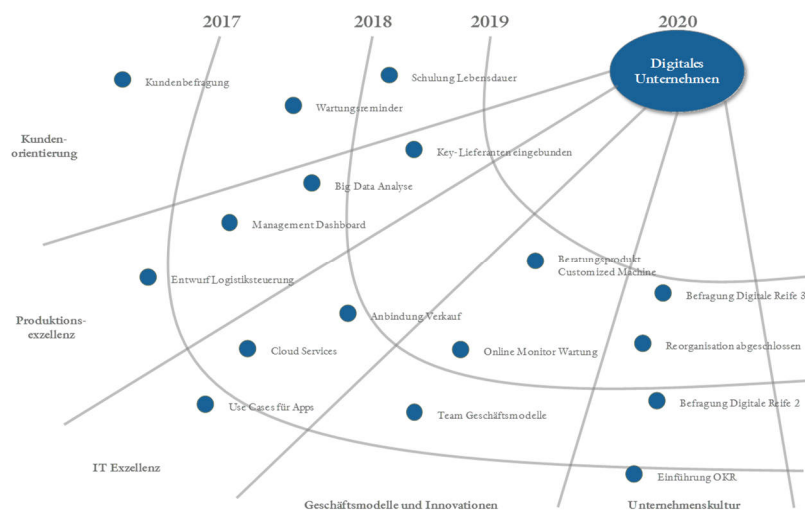 2017
2018
2019
2020
Digitales
Unternehmen
Schulung Lebensdauer
Kundenbefragung
Wartungsreminder
Kunden-
orientierung
Key-Lieferanten eingebunden
Big Data Analyse
Management Dashboard
Beratungsprodukt
Customized Machine
Entwurf Logistiksteuerung
Befragung Digitale Reife 3
Produktions-
exzellenz
Anbindung Verkauf
Reorganisation abgeschlossen
Cloud Services
Online Monitor Wartung
Use Cases für Apps
Befragung Digitale Reife 2
Team Geschäftsmodelle
IT Exzellenz
Einführung OKR
Geschäftsmodelle und Innovationen
Unternehmenskultur